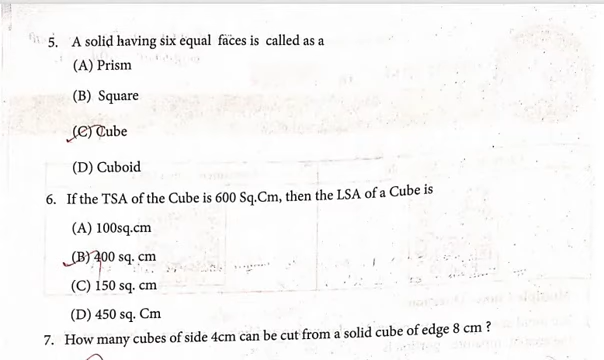 5. A solid having six equal faces is called as a
(A) Prism
(B) Square
(C) Cube
(D) Cuboid
6. If the TSA of the Cube is 600 Sq.Cm, then the LSA of a Cube is
(A) 100sq.cm
(B) 400 sq. cm
(C) 150 sq. cm
(D) 450 sq. Cm
7. How many cubes of side 4cm can be cut from a solid cube of edge 8 cm ?